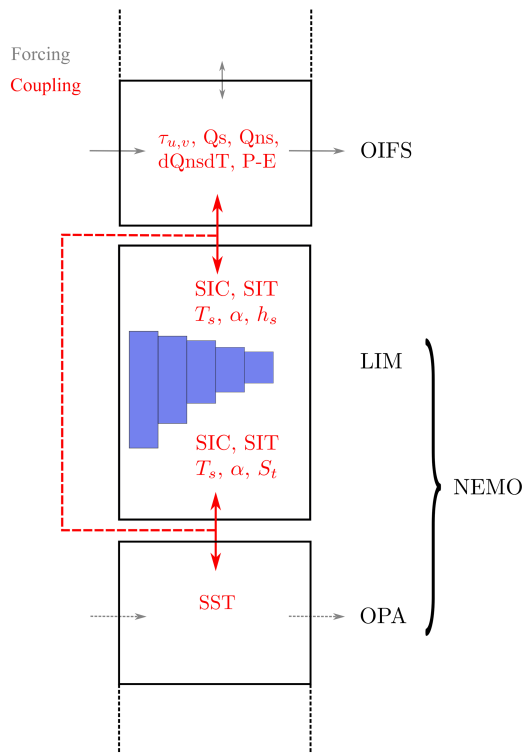 Forcing
Coupling
τu,v, Qs, Qns,
dQnsdT, P-E
OIFS
SIC, SIT
Ts, α, hs
LIM
SIC, SIT
Ts, α, St
NEMO
SST
OPA